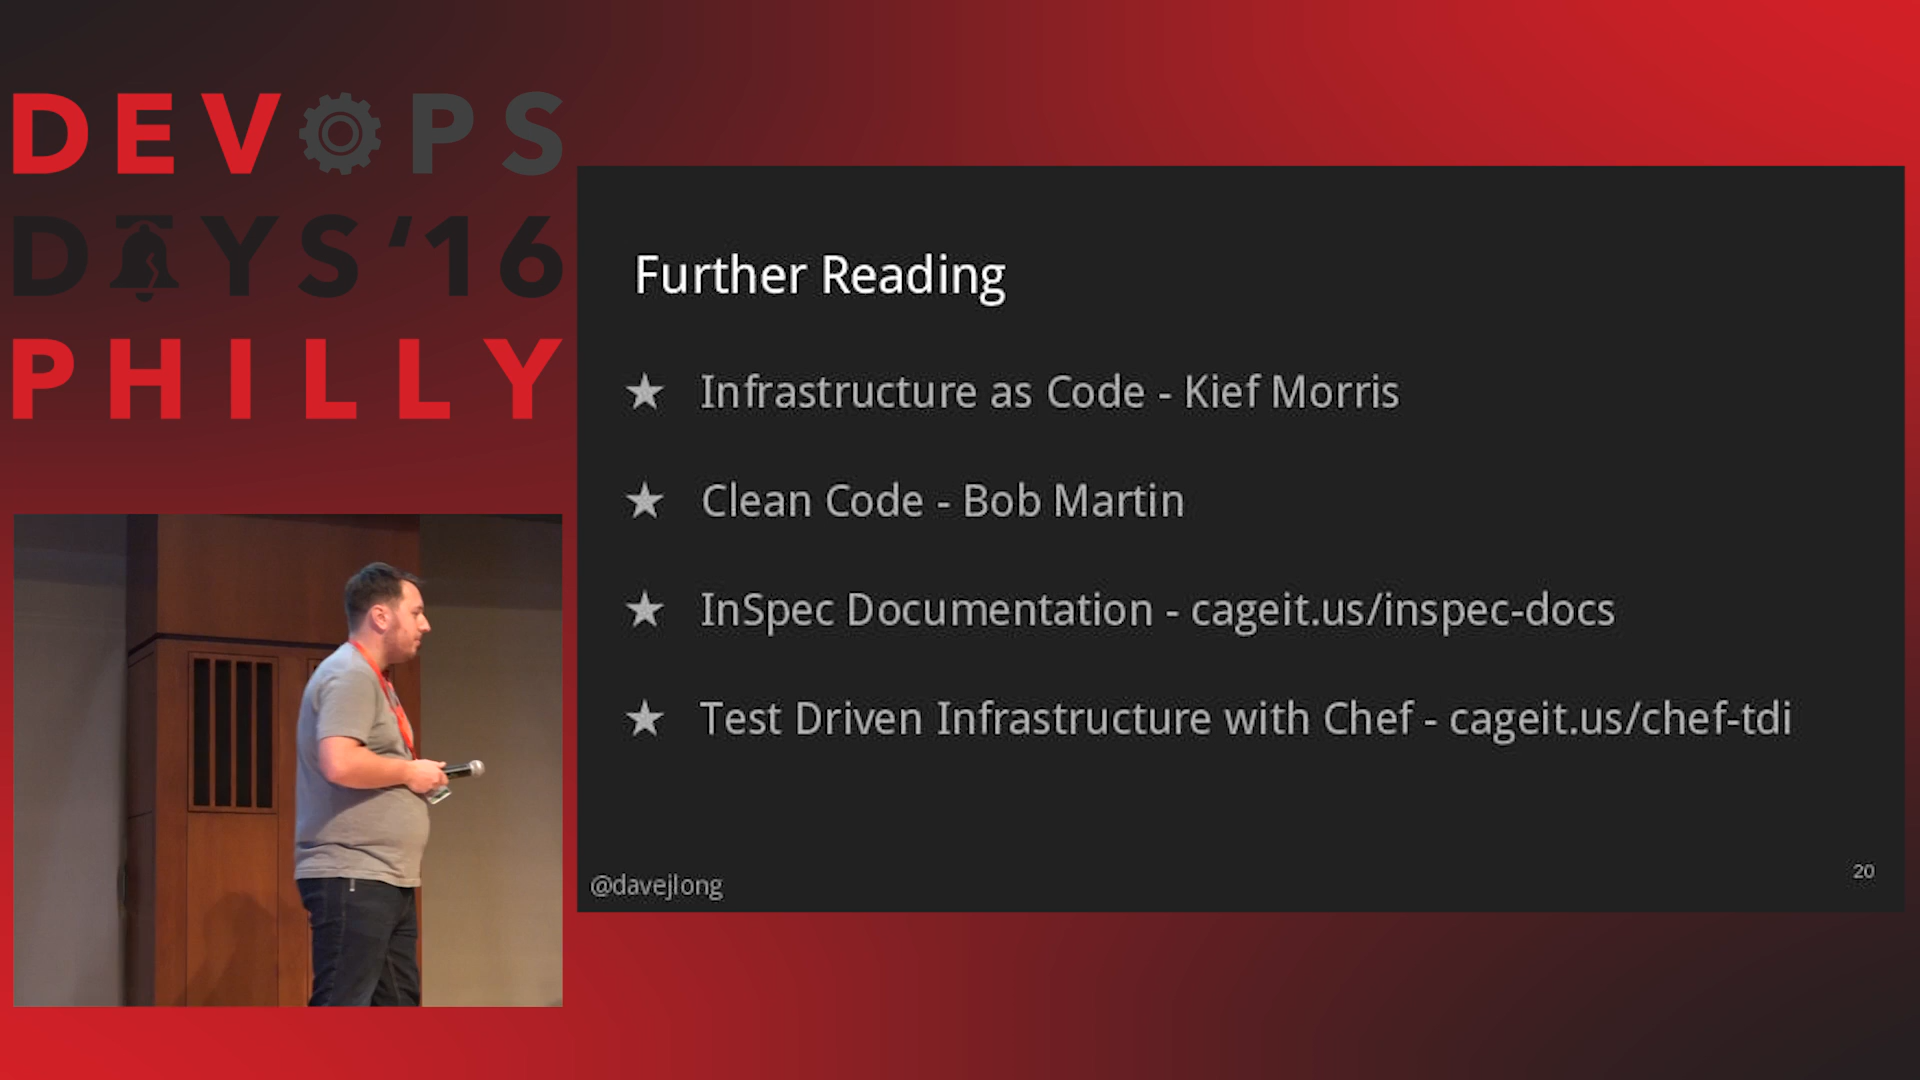 DEVOPS
DAYS '16
PHILLY
Further Reading
★ Infrastructure as Code - Kief Morris
★ Clean Code - Bob Martin
★ InSpec Documentation - cageit.us/inspec-docs
★ Test Driven Infrastructure with Chef - cageit.us/chef-tdi
@davejlong
20